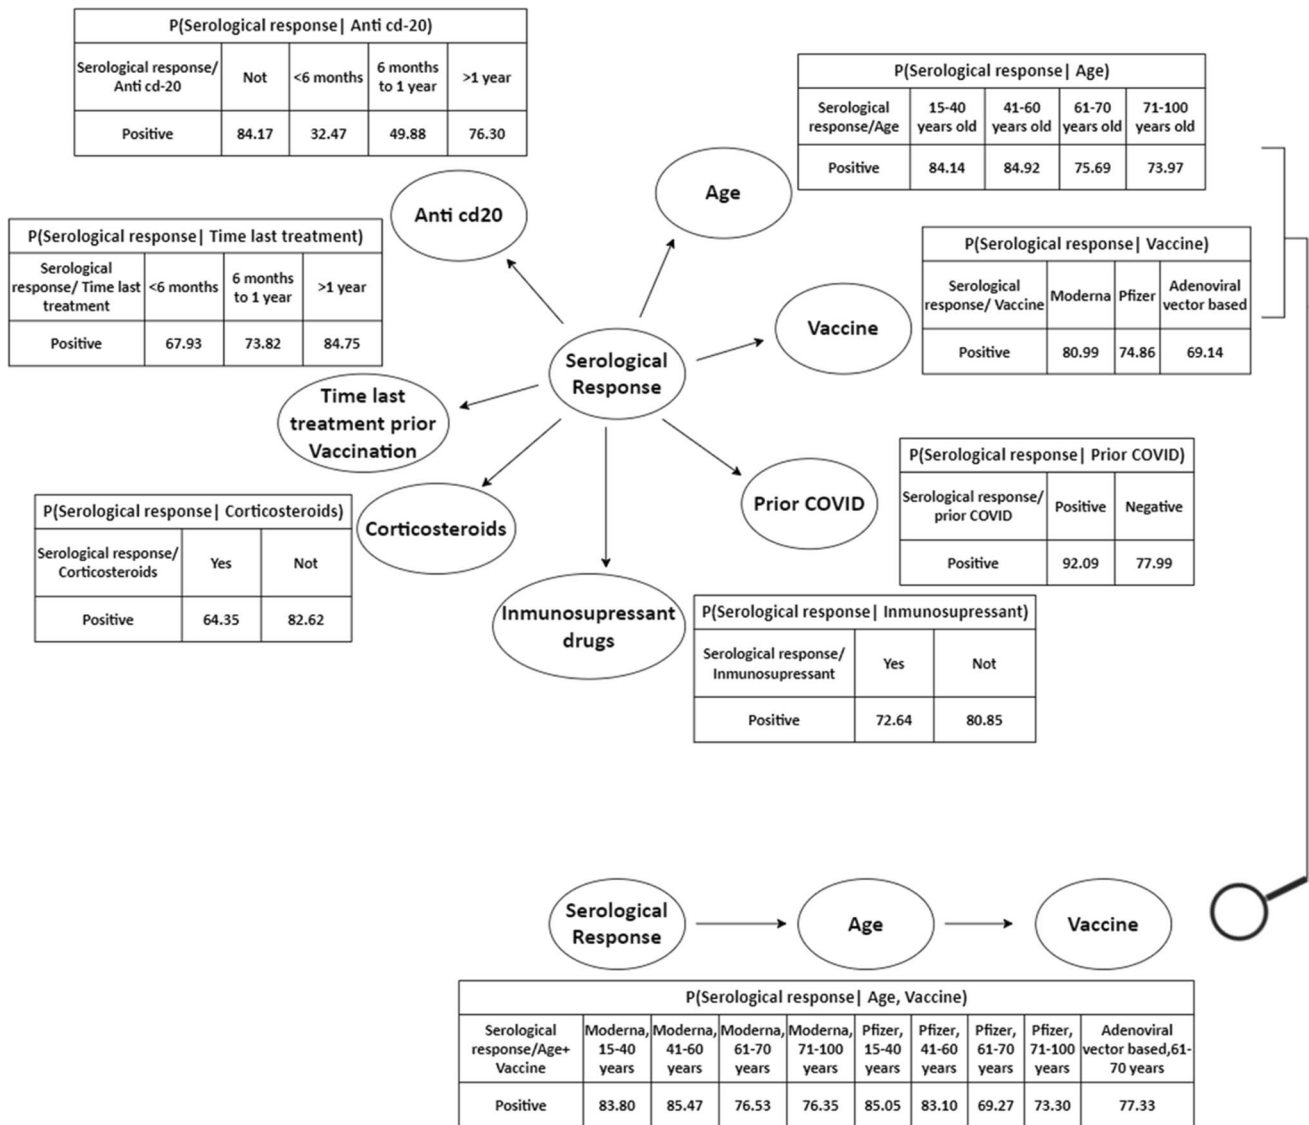 P(Serological response| Anti cd-20)
Serological response/ Not <6 months 6 months >1 year
Anti cd-20 to 1 year
Positive 84.17 32.47 49.88 76.30
P(Serological response| Age)
Serological 15-40 41-60 61-70 71-100
response/Age years old years old years old years old
Positive 84.14 84.92 75.69 73.97
Anti cd20
Age
P(Serological response| Time last treatment)
Serological
response/ Time last <6 months 6 months >1 year
treatment to 1 year
Positive 67.93 73.82 84.75
P(Serological response| Vaccine)
Serological Moderna Pfizer Adenoviral
response/ Vaccine vector based
Positive 80.99 74.86 69.14
Vaccine
Serological
Response
Time last
treatment prior
Vaccination
P(Serological response| Prior COVID)
Serological response/ Positive Negative
prior COVID
Positive 92.09 77.99
Prior COVID
P(Serological response| Corticosteroids)
Serological response/ Yes Not
Corticosteroids
Positive 64.35 82.62
Corticosteroids
Inmunosupressant
drugs
P(Serological response| Inmunosupressant)
Serological response/ Yes Not
Inmunosupressant
Positive 72.64 80.85
Serological
Response
Age
Vaccine
P(Serological response| Age, Vaccine)
Serological Moderna, Moderna, Moderna, Moderna, Pfizer, Pfizer, Pfizer, Pfizer, Adenoviral
response/Age+ 15-40 41-60 61-70 71-100 15-40 41-60 61-70 71-100 vector based,61-
Vaccine years years years years years years years years 70 years
Positive 83.80 85.47 76.53 76.35 85.05 83.10 69.27 73.30 77.33